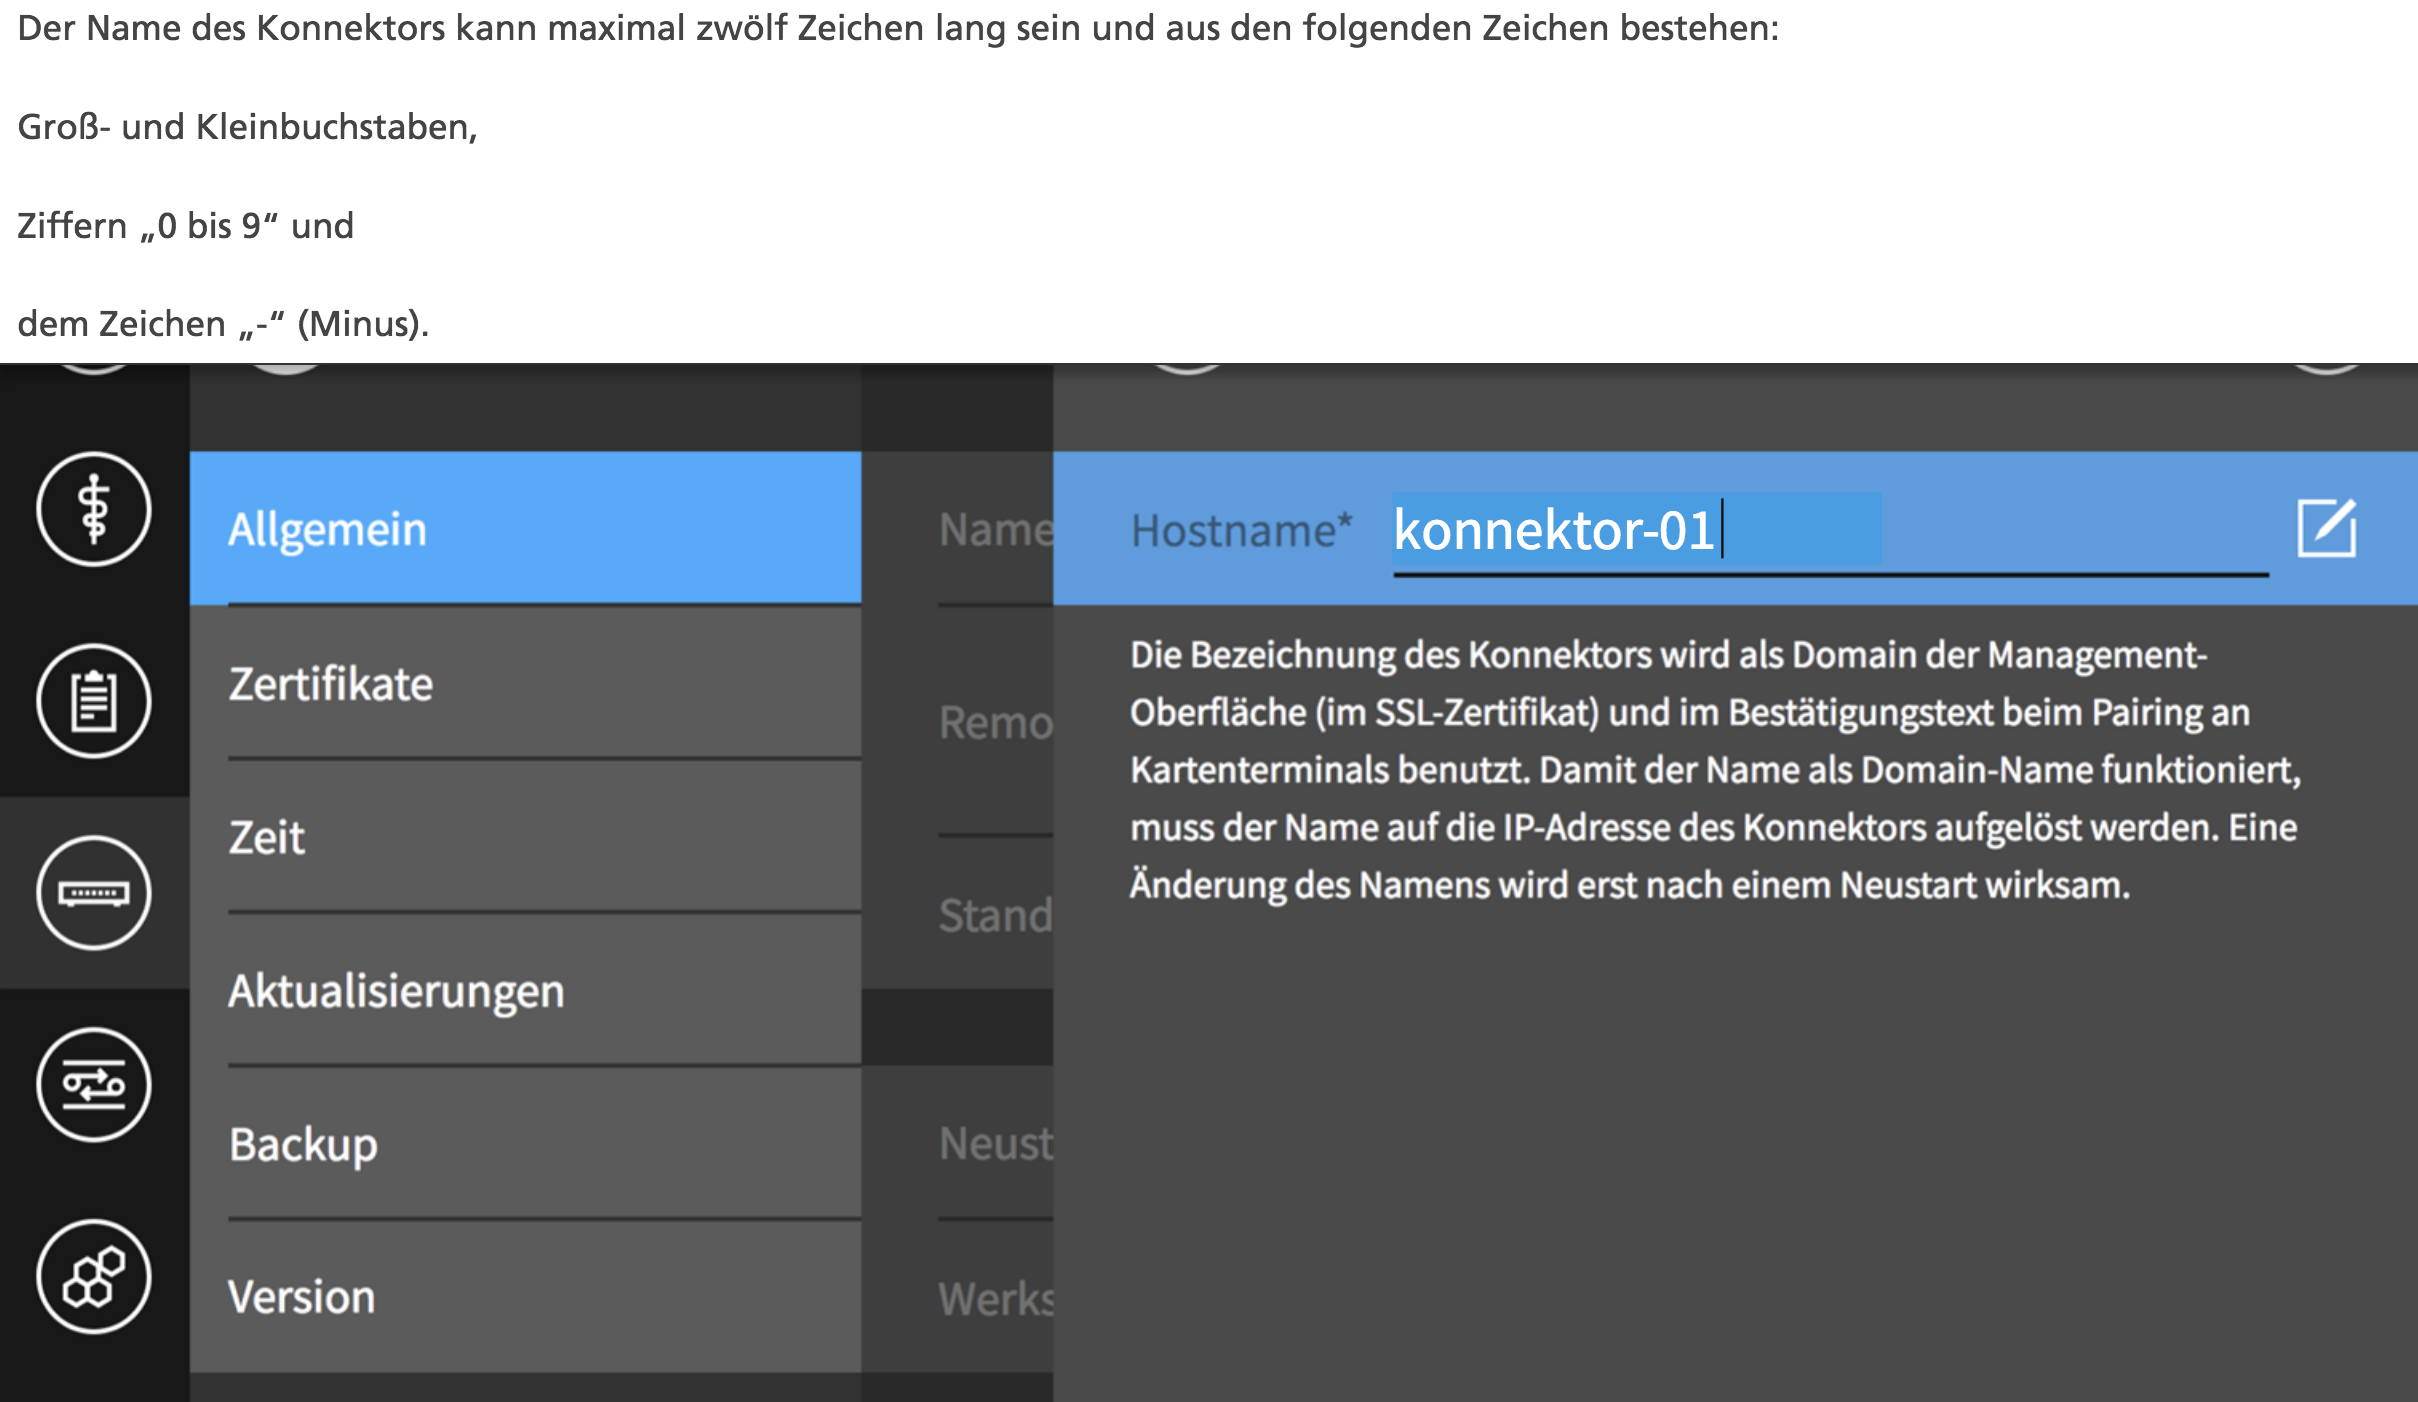 Der Name des Konnektors kann maximal zwölf Zeichen lang sein und aus den folgenden Zeichen bestehen:
Groß- und Kleinbuchstaben,
Ziffern „0 bis 9“ und
dem Zeichen „-“ (Minus).
Allgemein
Zertifikate
Zeit
Aktualisierungen
Backup
Version
Name
Remo
Stand
Neust
Werks
Hostname* konnektor-01
Die Bezeichnung des Konnektors wird als Domain der Management-
Oberfläche (im SSL-Zertifikat) und im Bestätigungstext beim Pairing an
Kartenterminals benutzt. Damit der Name als Domain-Name funktioniert,
muss der Name auf die IP-Adresse des Konnektors aufgelöst werden. Eine
Änderung des Namens wird erst nach einem Neustart wirksam.